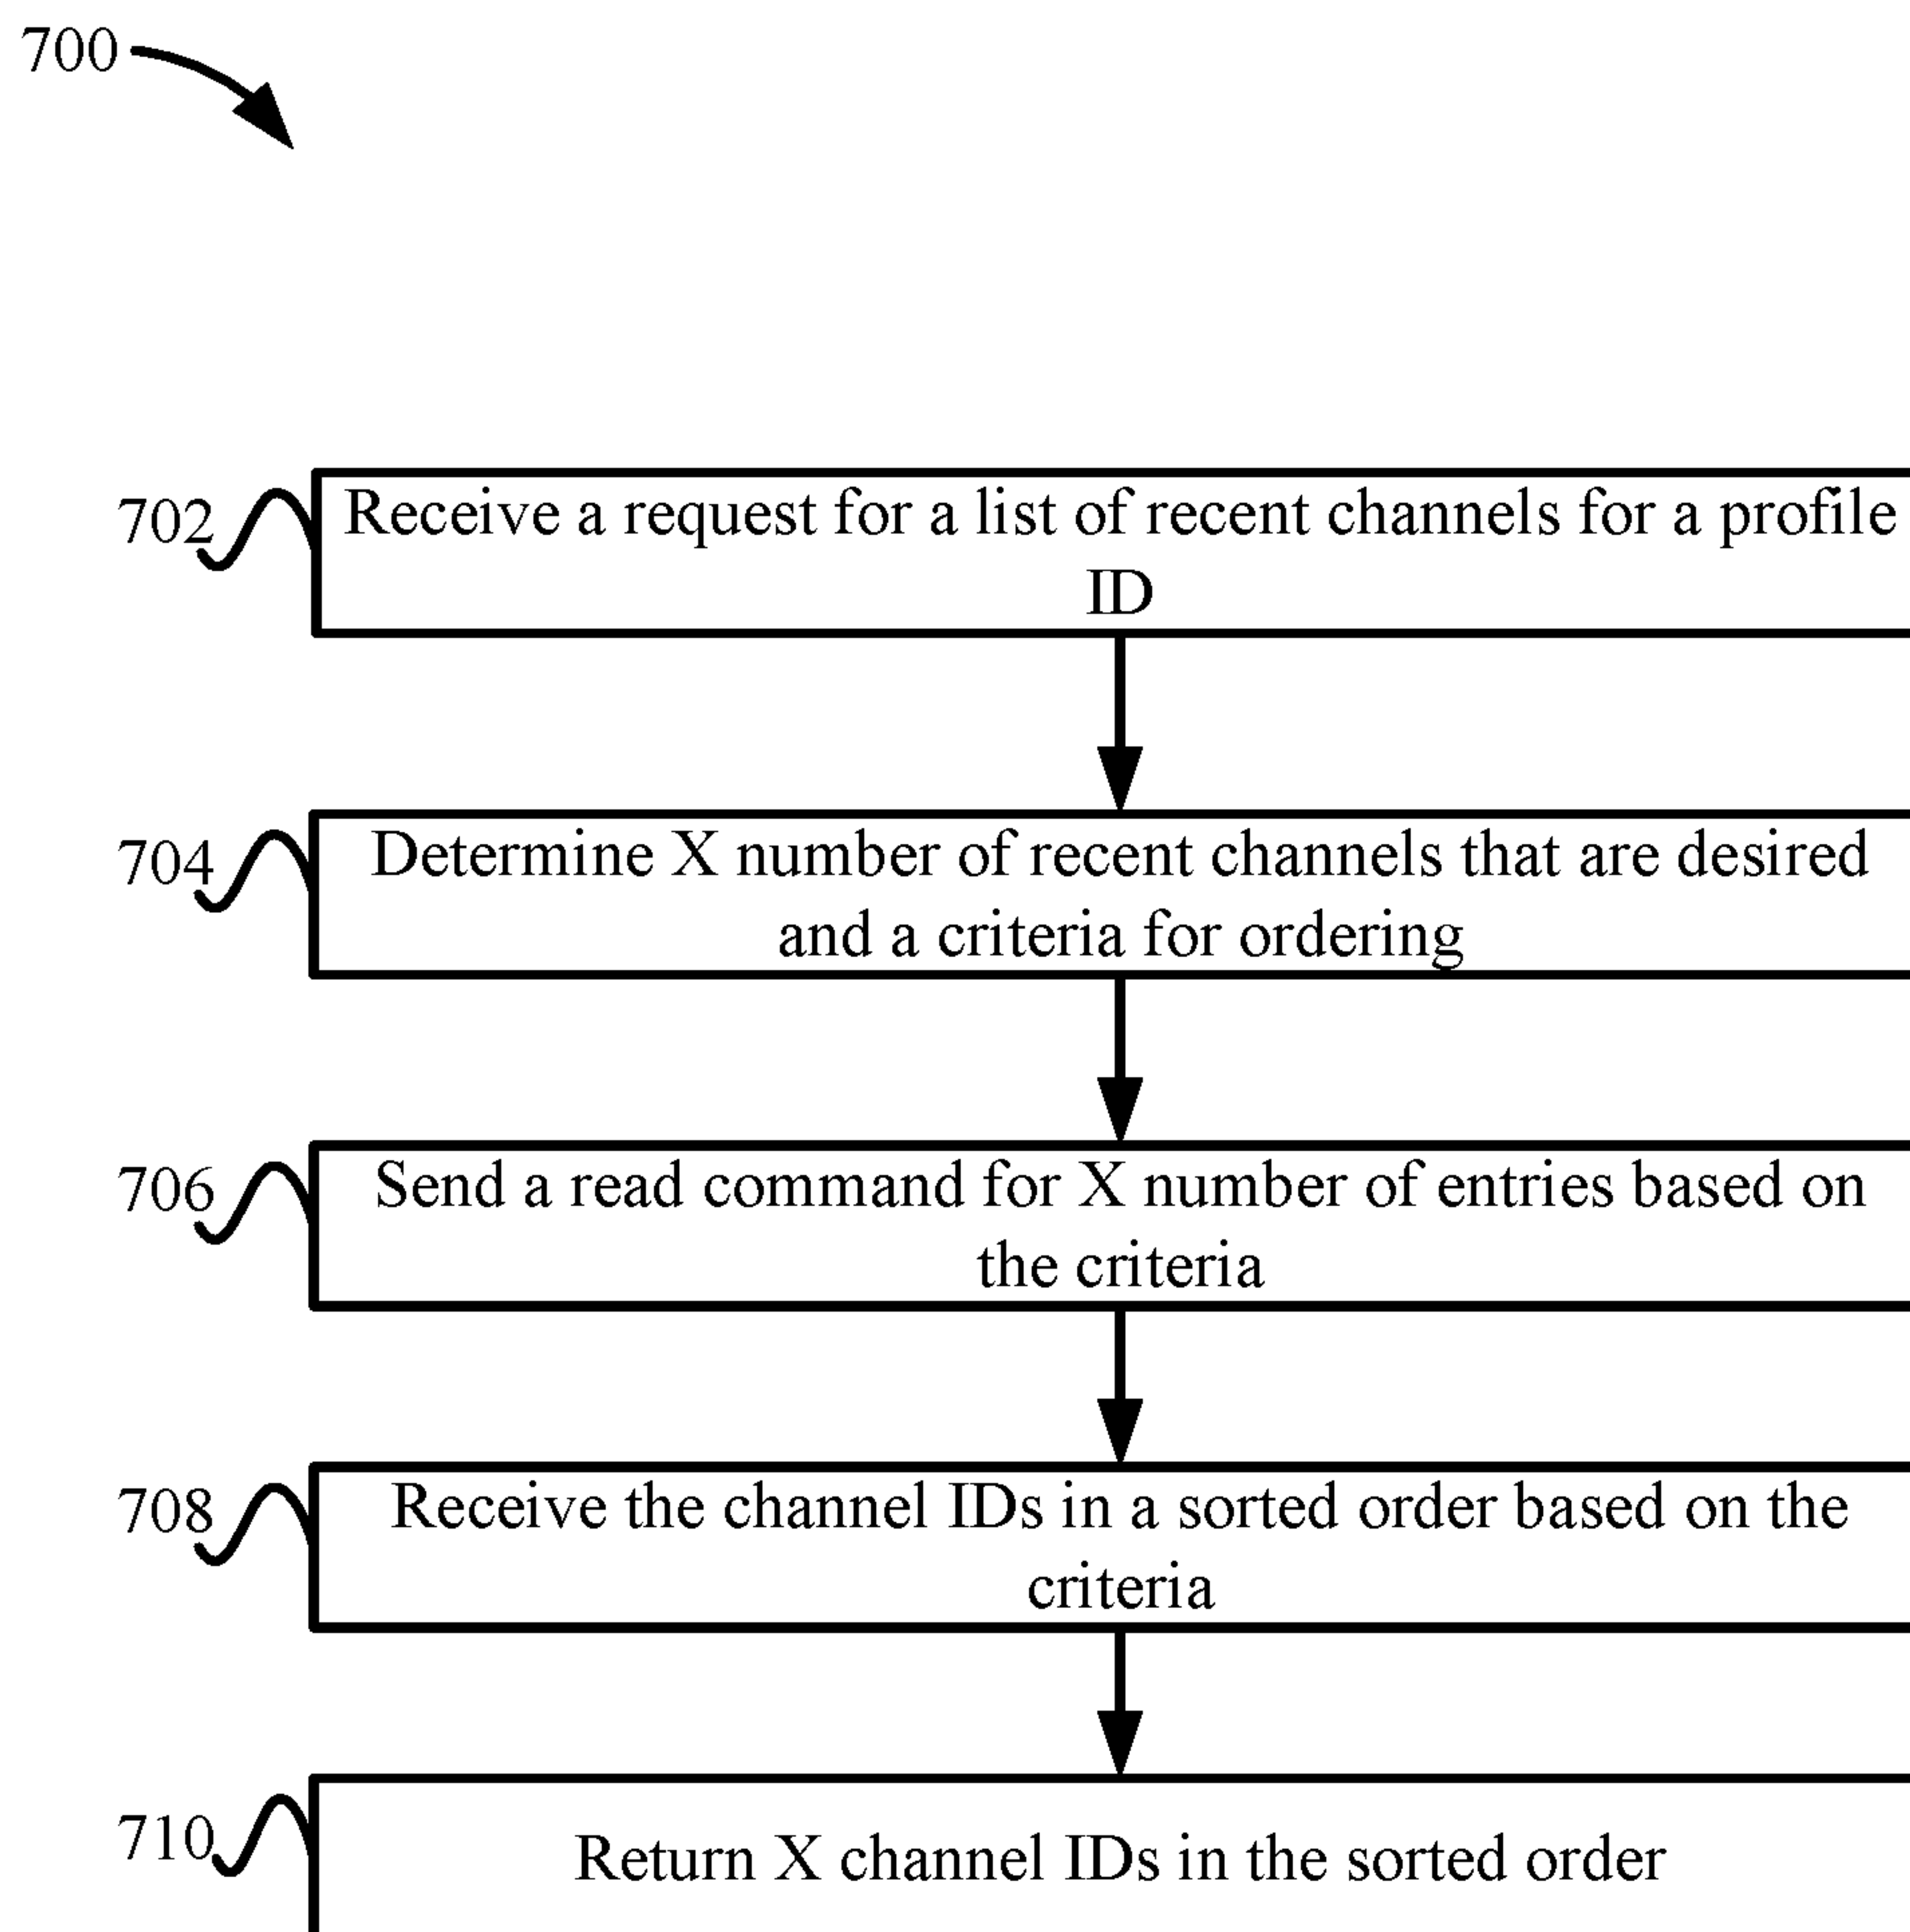 700
702
Receive a request for a list of recent channels for a profile
ID
704
Determine X number of recent channels that are desired
and a criteria for ordering
706
Send a read command for X number of entries based on
the criteria
708
Receive the channel IDs in a sorted order based on the
criteria
710
Return X channel IDs in the sorted order